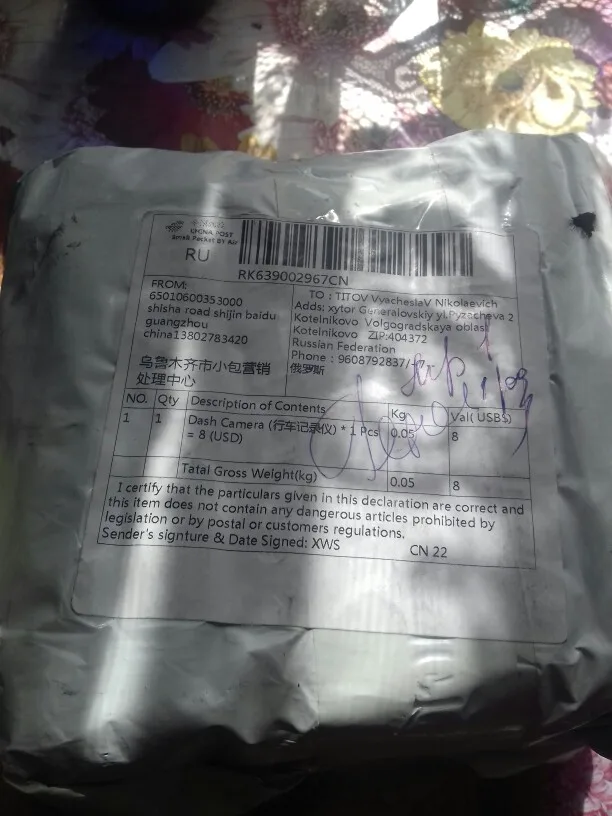 中国邮政
CHINA POST
Small Packet BY Air
RU
RK639002967CN
FROM:
65010600353000
shisha road shijin baidu
guangzhou
china13802783420
乌鲁木齐市小包营销
处理中心
TO : TITOV VyacheslaV Nikolaevich
Adds: xytor Generalovskiy yl.Pyzacheva 2
Kotelnikovo Volgogradskaya oblast
Kotelnikovo ZIP:404372
Russian Federation
Phone : 9608792837/
俄罗斯
NO. Qty Description of Contents Kg Val( USB$)
1 1 Dash Camera (行车记录仪) * 1 Pcs 0.05 8
= 8 (USD)
Tatal Gross Weight(kg) 0.05 8
I certify that the particulars given in this declaration are correct and
this item does not contain any dangerous articles prohibited by
legislation or by postal or customers regulations.
Sender's signture & Date Signed: XWS CN 22